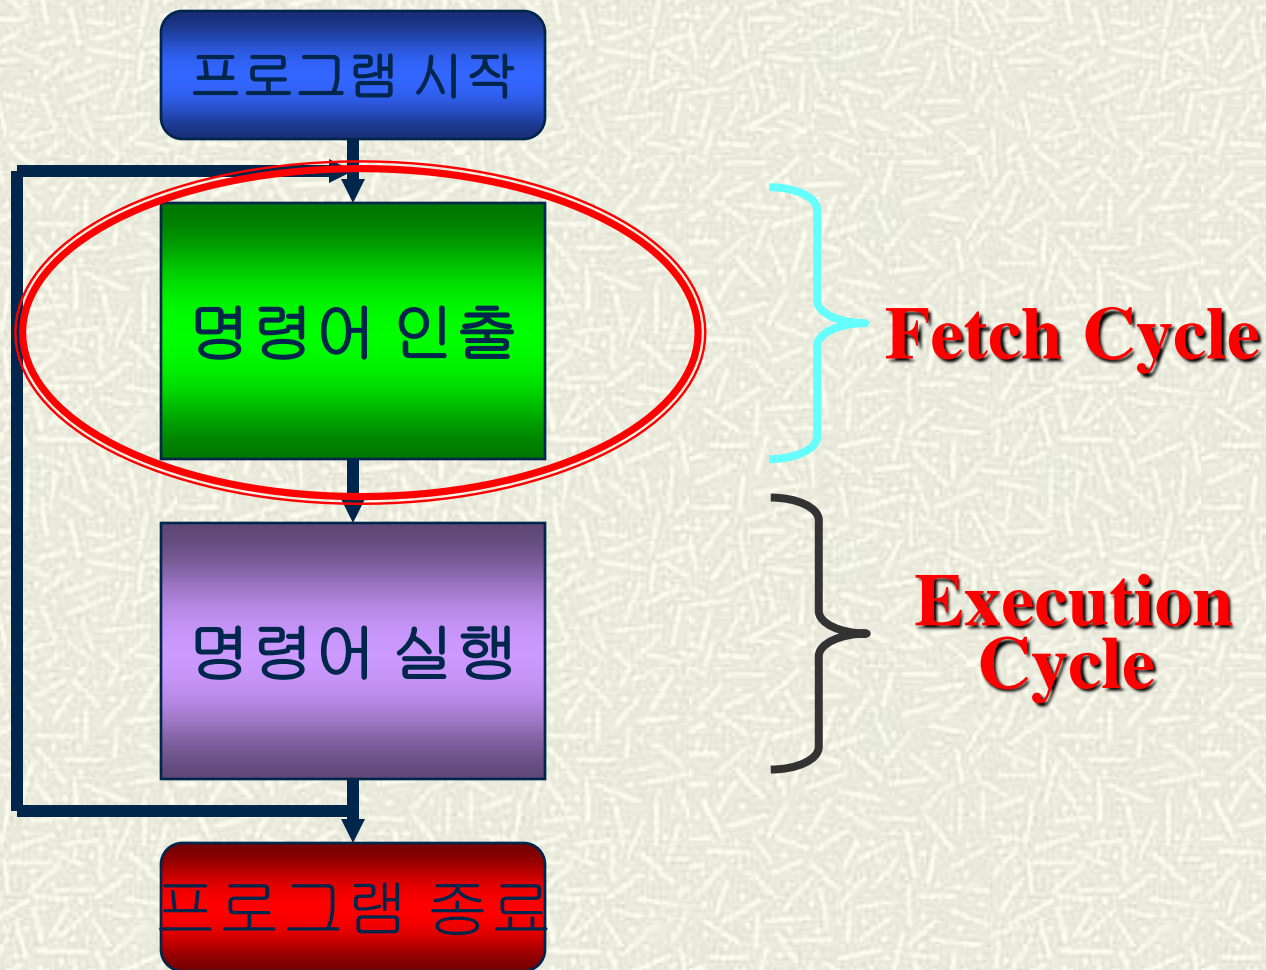 프로그램 시작
명령어 인출
Fetch Cycle
명령어 실행
Execution
Cycle
프로그램 종료